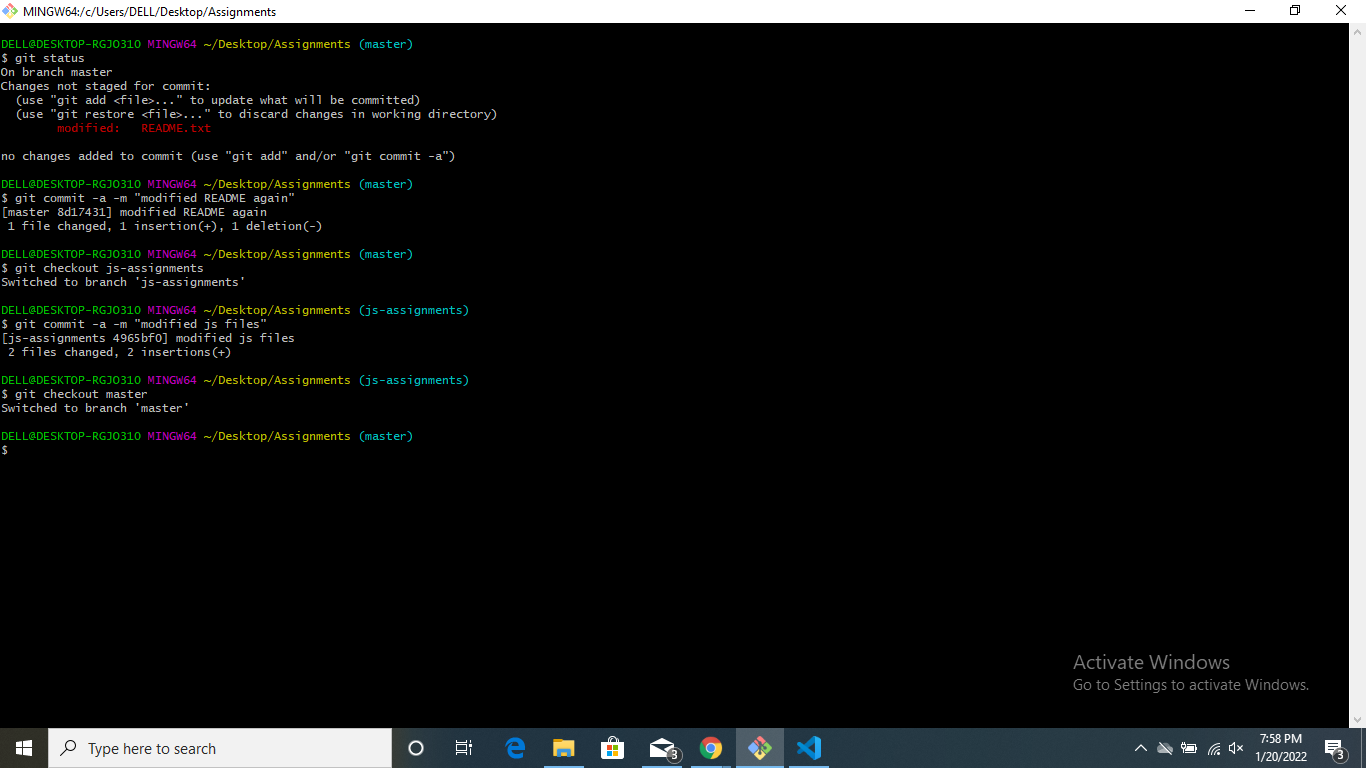 MINGW64:/c/Users/DELL/Desktop/Assignments
DELL@DESKTOP-RGJO31O MINGW64 ~/Desktop/Assignments (master)
$ git status
On branch master
Changes not staged for commit:
  (use "git add <file>..." to update what will be committed)
  (use "git restore <file>..." to discard changes in working directory)
        modified:   README.txt
no changes added to commit (use "git add" and/or "git commit -a")
DELL@DESKTOP-RGJO31O MINGW64 ~/Desktop/Assignments (master)
$ git commit -a -m "modified README again"
[master 8d17431] modified README again
 1 file changed, 1 insertion(+), 1 deletion(-)
DELL@DESKTOP-RGJO31O MINGW64 ~/Desktop/Assignments (master)
$ git checkout js-assignments
Switched to branch 'js-assignments'
DELL@DESKTOP-RGJO31O MINGW64 ~/Desktop/Assignments (js-assignments)
$ git commit -a -m "modified js files"
[js-assignments 4965bf0] modified js files
 2 files changed, 2 insertions(+)
DELL@DESKTOP-RGJO31O MINGW64 ~/Desktop/Assignments (js-assignments)
$ git checkout master
Switched to branch 'master'
DELL@DESKTOP-RGJO31O MINGW64 ~/Desktop/Assignments (master)
$
Activate Windows
Go to Settings to activate Windows.
Type here to search
3
7:58 PM
1/20/2022
3